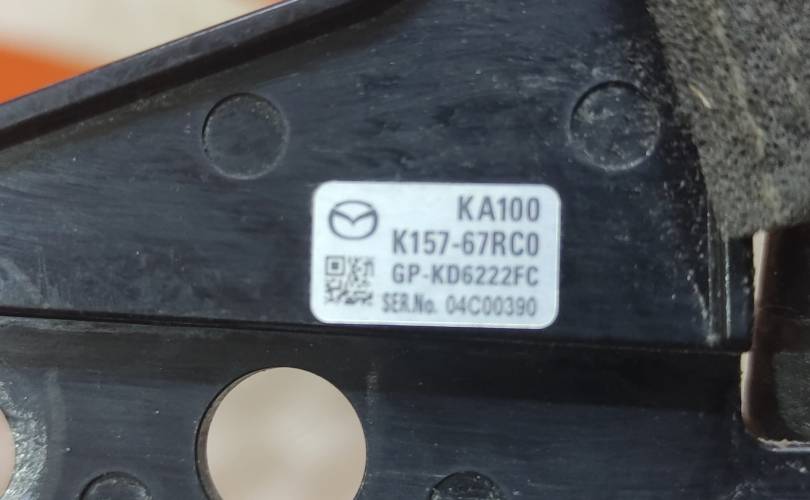 KA100
K157-67RC0
GP-KD6222FC
SER.No. 04C00390